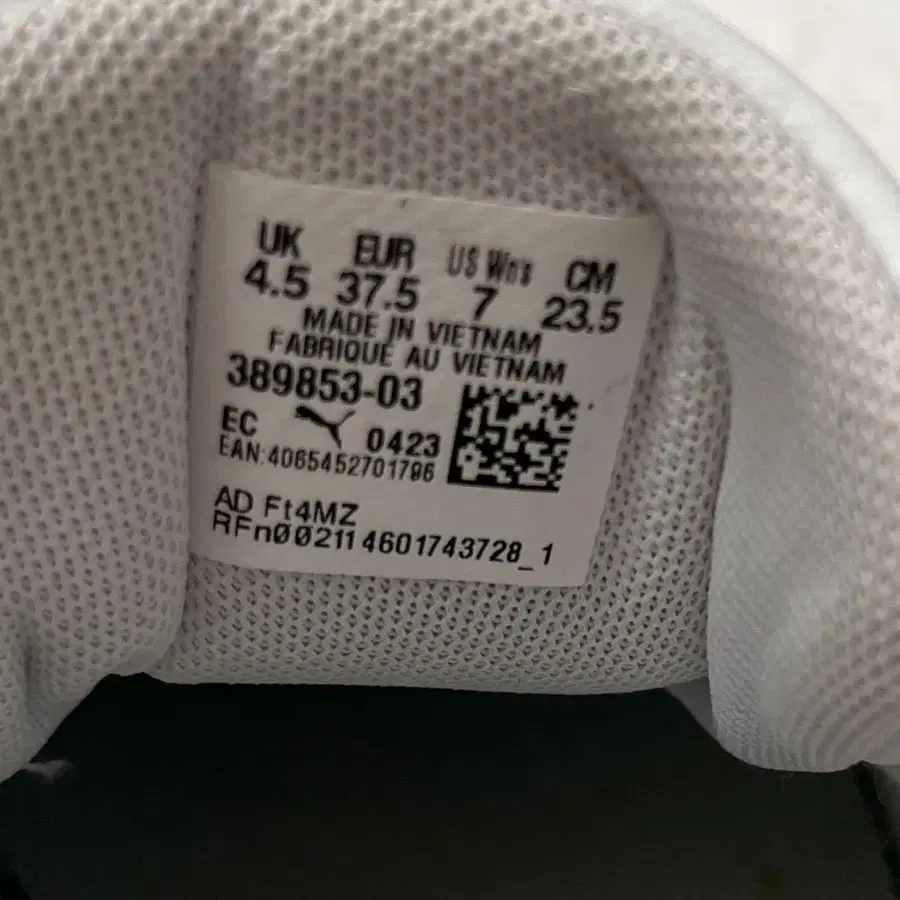 UK EUR US Wns CM
4.5 37.5 7 23.5
MADE IN VIETNAM
FABRIQUE AU VIETNAM
389853-03
EC 0423
EAN:4065452701786
AD Ft4MZ
RFn00211 4601743728_1